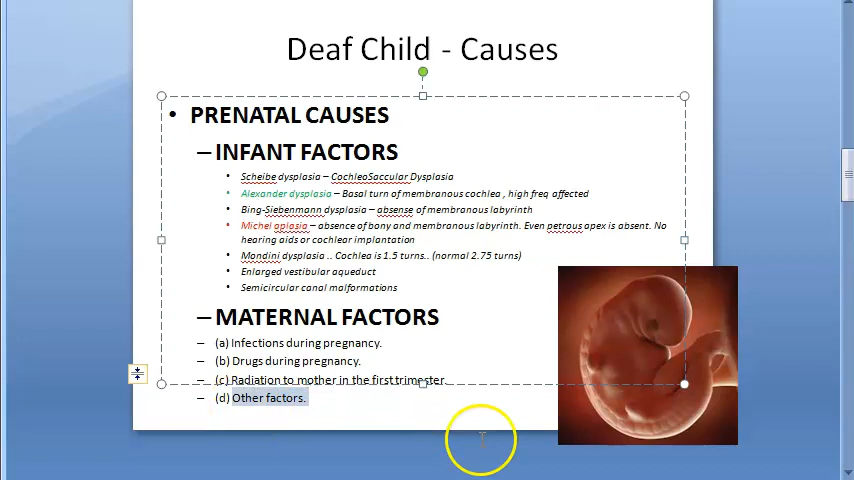 Deaf Child - Causes
• PRENATAL CAUSES
– INFANT FACTORS
• Scheibe dysplasia – CochleoSaccular Dysplasia
• Alexander dysplasia – Basal turn of membranous cochlea , high freq affected
• Bing-Siebenmann dysplasia – absense of membranous labyrinth
• Michel aplasia – absence of bony and membranous labyrinth. Even petrous apex is absent. No
hearing aids or cochlear implantation
• Mondini dysplasia .. Cochlea is 1.5 turns.. (normal 2.75 turns)
• Enlarged vestibular aqueduct
• Semicircular canal malformations
– MATERNAL FACTORS
– (a) Infections during pregnancy.
– (b) Drugs during pregnancy.
– (c) Radiation to mother in the first trimester.
– (d) Other factors.